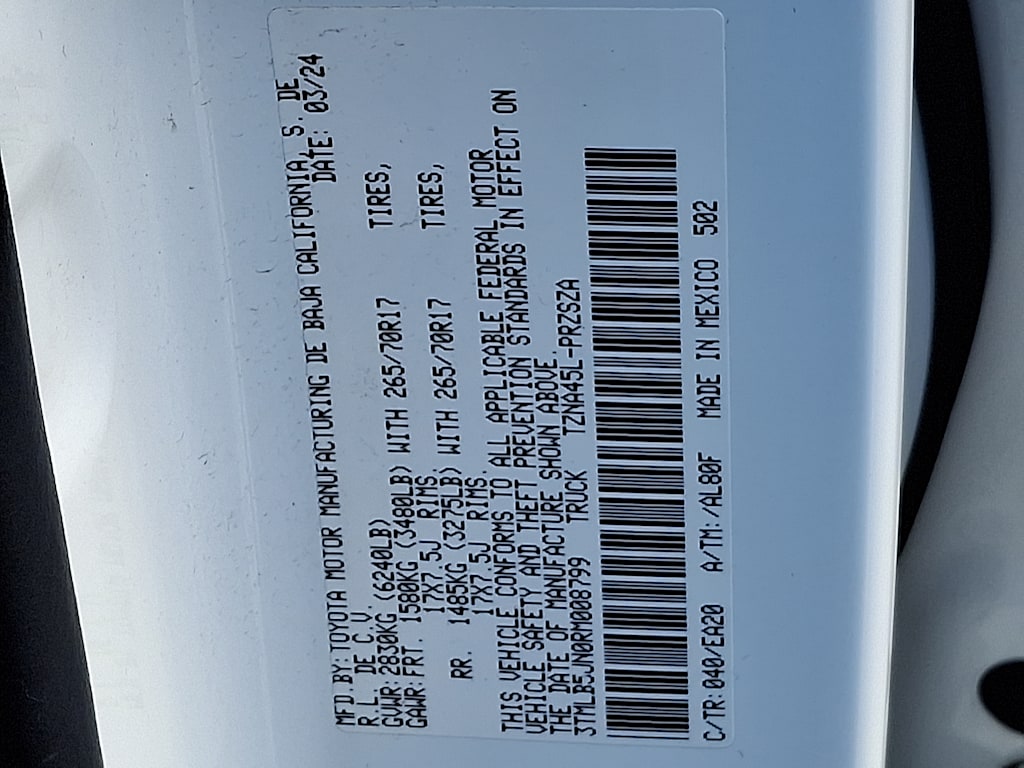 MFD.BY:TOYOTA MOTOR MANUFACTURING DE BAJA CALIFORNIA, S. DE
R.L. DE C.V. DATE: 03/24
GVWR:2830KG (6240LB)
GAWR:FRT. 1580KG (3480LB) WITH 265/70R17 TIRES,
17X7.5J RIMS.
RR. 1485KG (3275LB) WITH 265/70R17 TIRES,
17X7.5J RIMS.
THIS VEHICLE CONFORMS TO ALL APPLICABLE FEDERAL MOTOR
VEHICLE SAFETY AND THEFT PREVENTION STANDARDS IN EFFECT ON
THE DATE OF MANUFACTURE SHOWN ABOVE.
3TMLB5JN0RM008799 TRUCK TZNA45L-PRZSZA
C/TR:040/EA20 A/TM:/AL80F MADE IN MEXICO 502